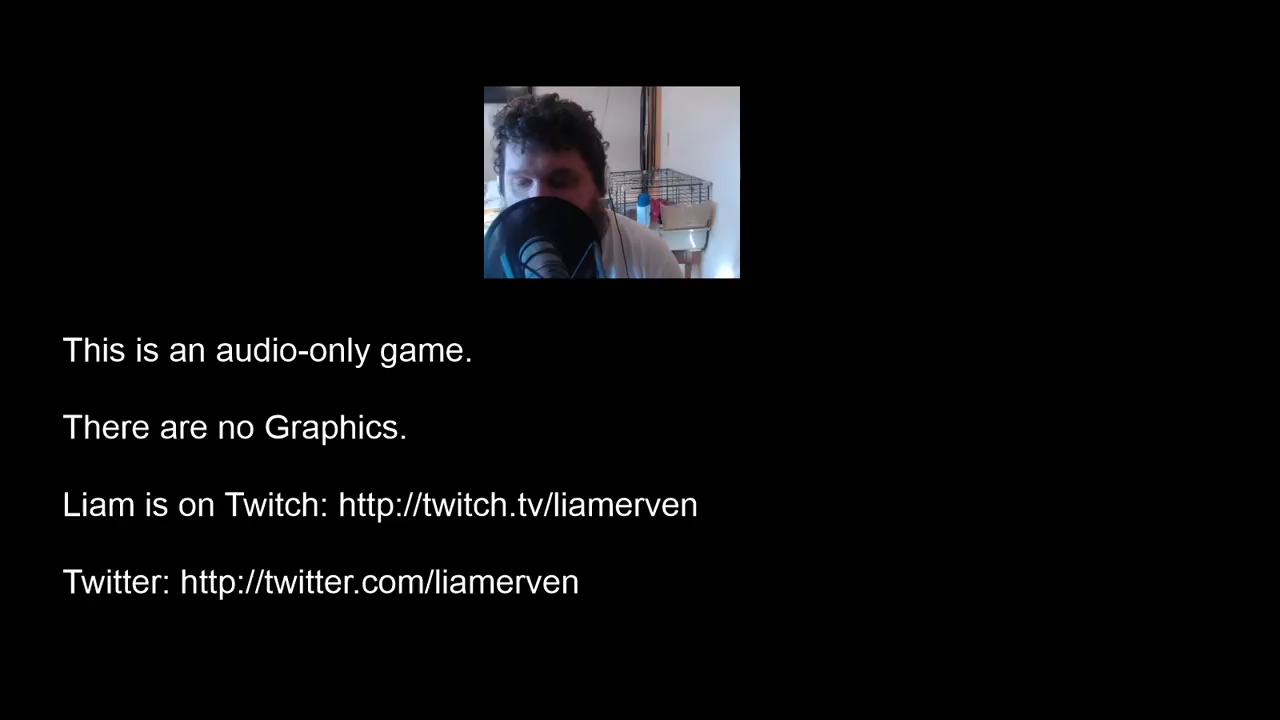 This is an audio-only game.
There are no Graphics.
Liam is on Twitch: http://twitch.tv/liamerven
Twitter: http://twitter.com/liamerven